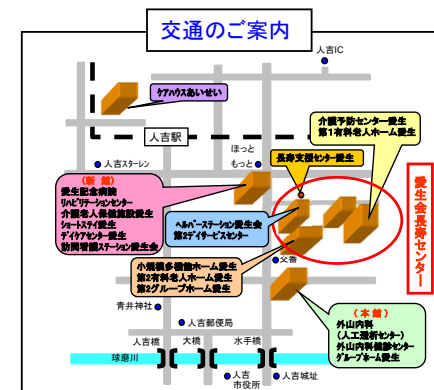 交通のご案内
人吉IC
ケアハウスあいせい
人吉駅
介護予防センター愛生
第1有料老人ホーム愛生
ほっと
もっと
長寿支援センター愛生
人吉スターレン
(新 館)
愛生記念病院
リハビリテーションセンター
介護老人保健施設愛生
ショートステイ愛生
デイケアセンター愛生
訪問看護ステーション愛生会
ヘルパーステーション愛生会
第2デイサービスセンター
愛生会長寿センター
交番
小規模多機能ホーム愛生
第2有料老人ホーム愛生
第2グループホーム愛生
青井神社
人吉郵便局
(本館)
外山内科
(人工透析センター)
外山内科健診センター
グループホーム愛生
人吉橋
大橋
水手橋
球磨川
人吉
市役所
人吉城址